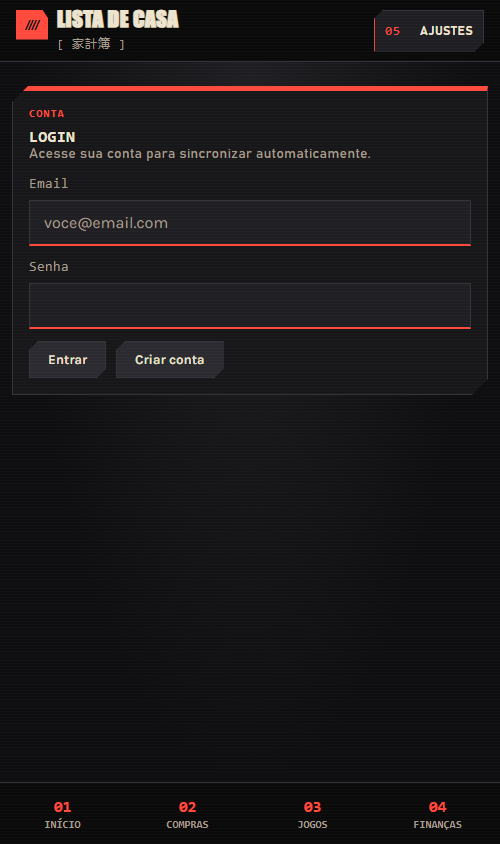 LISTA DE CASA
[ 家計簿 ]
05 AJUSTES
CONTA
LOGIN
Acesse sua conta para sincronizar automaticamente.
Email
voce@email.com
Senha
Entrar
Criar conta
01
INÍCIO
02
COMPRAS
03
JOGOS
04
FINANÇAS